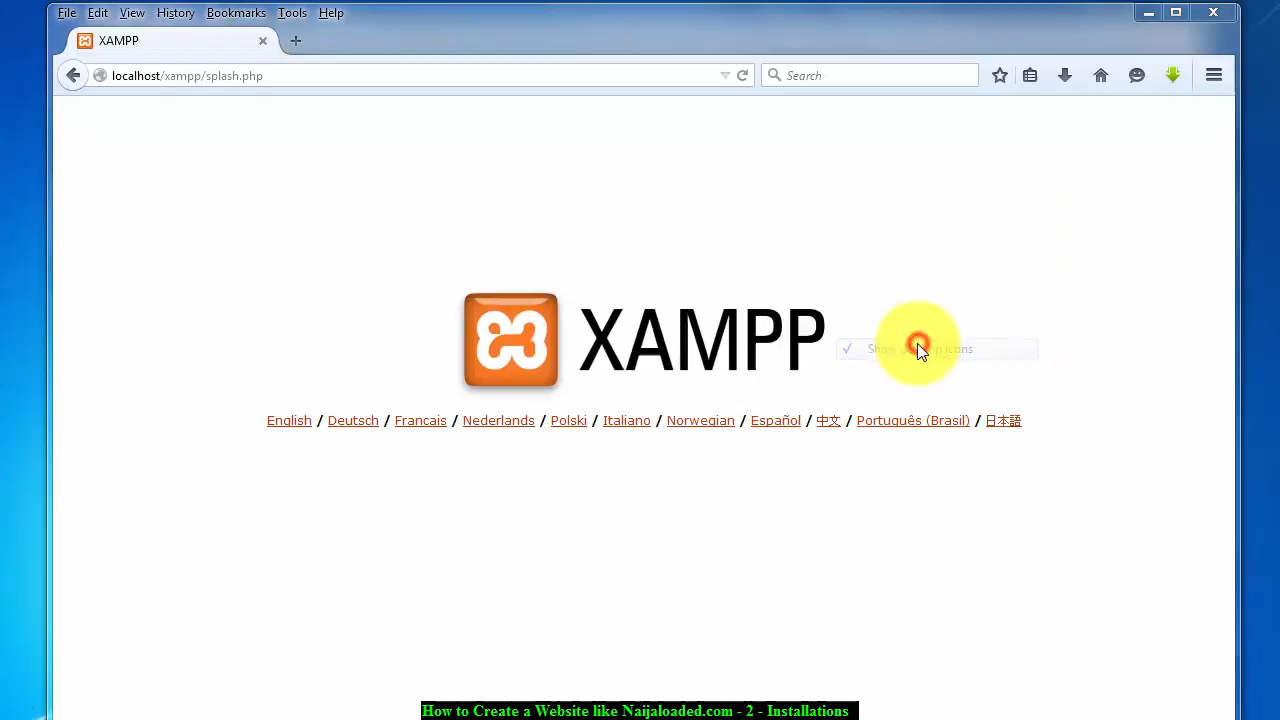 File Edit View History Bookmarks Tools Help
XAMPP
localhost/xampp/splash.php
Search
XAMPP
Show icons
English / Deutsch / Francais / Nederlands / Polski / Italiano / Norwegian / Español / 中文 / Português (Brasil) / 日本語
How to Create a Website like Naijaloaded.com - 2 - Installations